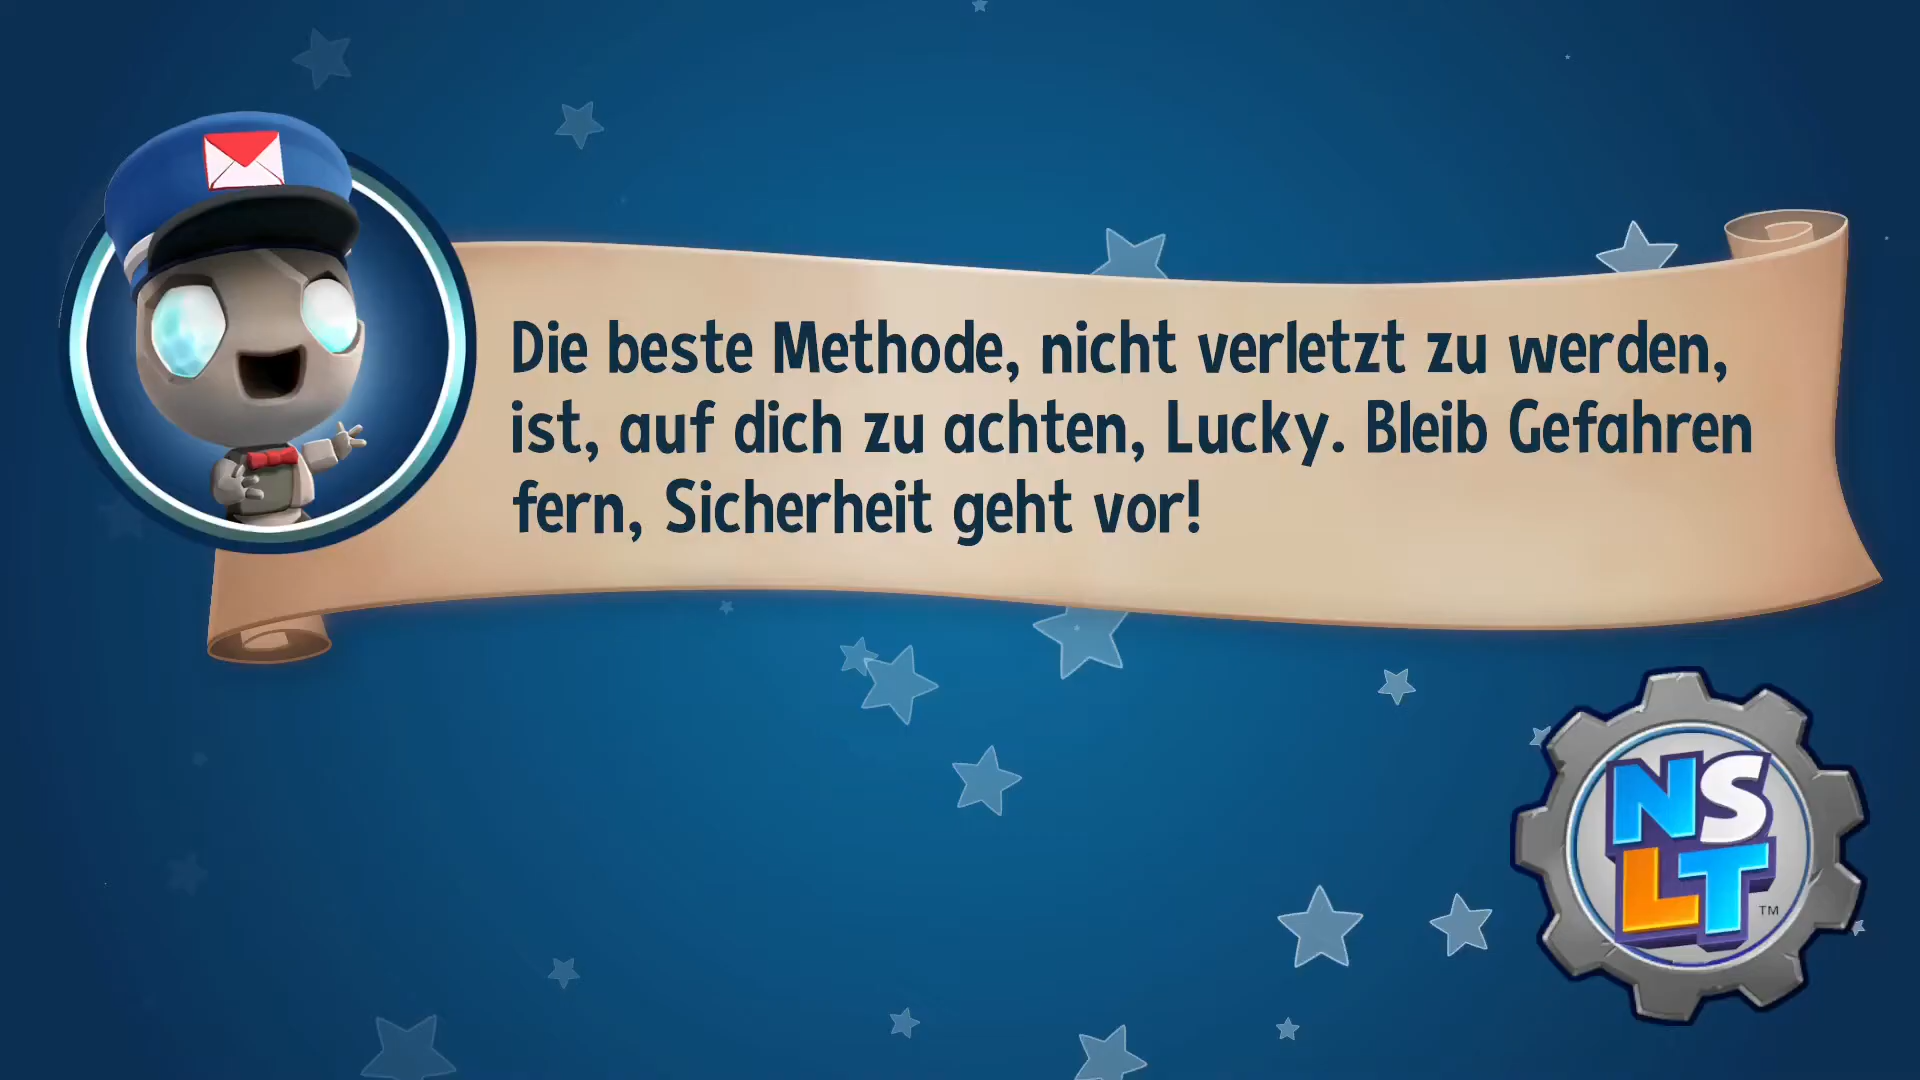 Die beste Methode, nicht verletzt zu werden,
ist, auf dich zu achten, Lucky. Bleib Gefahren
fern, Sicherheit geht vor!
NS
LT
TM